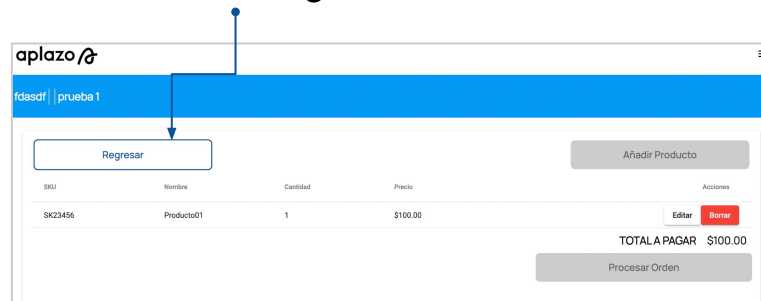 aplazo
fdasdf || prueba 1
Regresar
Añadir Producto
SKU Nombre Cantidad Precio Acciones
SK23456 Producto01 1 $100.00 Editar Borrar
TOTAL A PAGAR $100.00
Procesar Orden